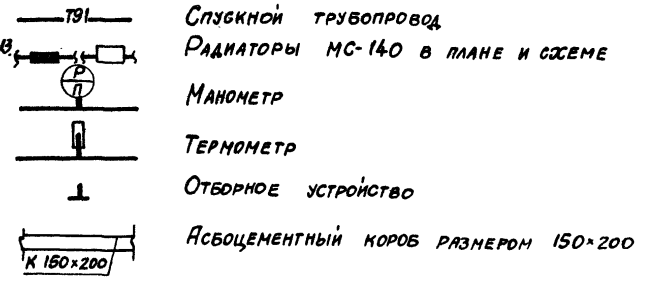 Т91 Спускной трубопровод
В. Радиаторы МС-140 в плане и схеме
Р
П Манометр
Термометр
Отборное устройство
Асбоцементный короб размером 150×200
К 150×200